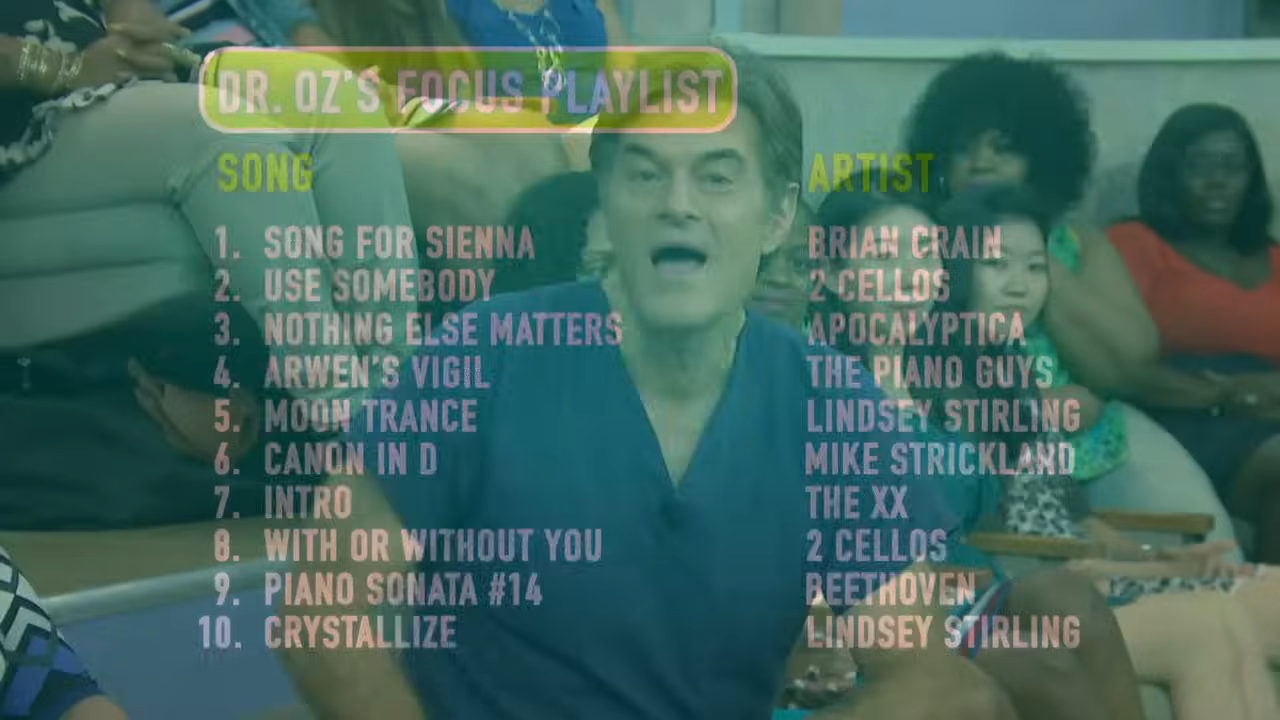 DR. OZ'S FOCUS PLAYLIST
SONG ARTIST
1. SONG FOR SIENNA BRIAN CRAIN
2. USE SOMEBODY 2 CELLOS
3. NOTHING ELSE MATTERS APOCALYPTICA
4. ARWEN'S VIGIL THE PIANO GUYS
5. MOON TRANCE LINDSEY STIRLING
6. CANON IN D MIKE STRICKLAND
7. INTRO THE XX
8. WITH OR WITHOUT YOU 2 CELLOS
9. PIANO SONATA #14 BEETHOVEN
10. CRYSTALLIZE LINDSEY STIRLING